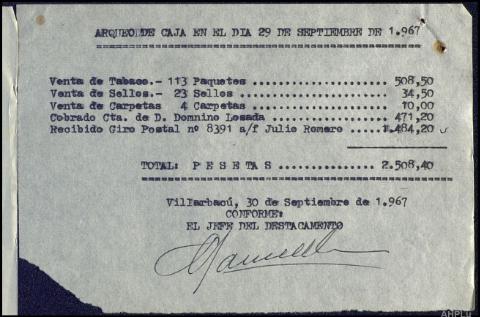 ARQUEO DE CAJA EN EL DIA 29 DE SEPTIEMBRE DE 1.967
Venta de Tabaco.- 113 Paquetes ..................... 508,50
Venta de Sellos.- 23 Sellos ..................... 34,50
Venta de Carpetas 4 Carpetas ..................... 10,00
Cobrado Cta. de D. Domnino Losada ................... 471,20
Recibido Giro Postal nº 8391 a/f Julio Romero ..... 1.484,20
TOTAL: P E S E T A S ............... 2.508,40
Villarbacú, 30 de Septiembre de 1.967
CONFORME:
EL JEFE DEL DESTACAMENTO
AHPLu